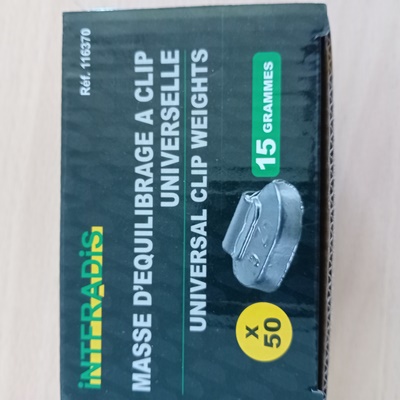 iNTERADiS
Réf. 116370
MASSE D'EQUILIBRAGE A CLIP
UNIVERSELLE
UNIVERSAL CLIP WEIGHTS
15 GRAMMES
X
50